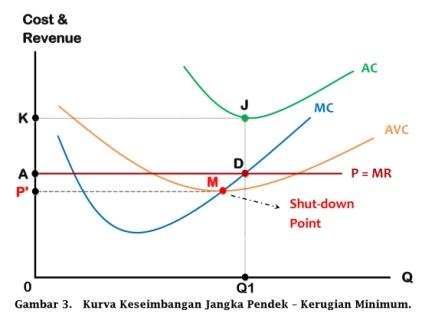 Cost &
Revenue
AC
J
K
MC
AVC
D
A
P = MR
M
P'
Shut-down
Point
0
Q1
Q
Gambar 3. Kurva Keseimbangan Jangka Pendek – Kerugian Minimum.